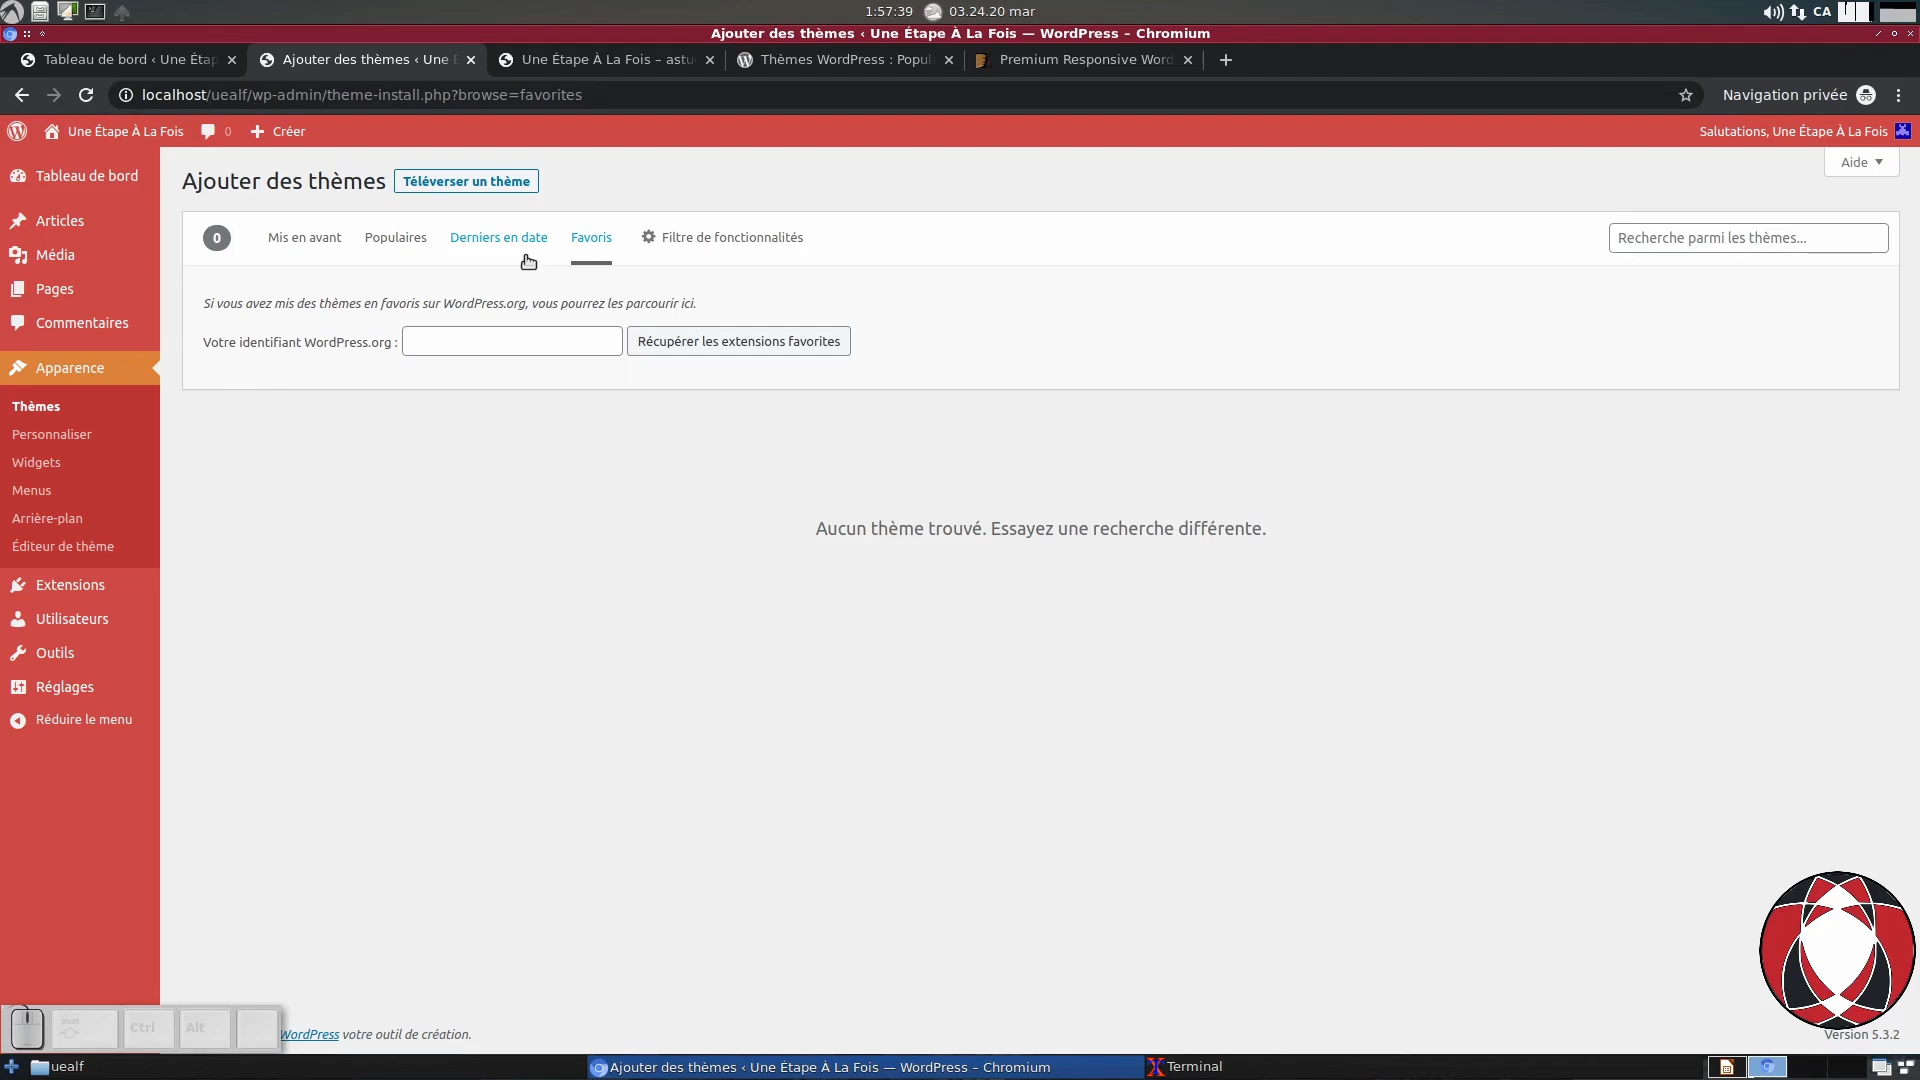 1:57:39 03.24.20 mar CA
Ajouter des thèmes ‹ Une Étape À La Fois — WordPress – Chromium
Tableau de bord ‹ Une Étap
Ajouter des thèmes ‹ Une É
Une Étape À La Fois – astu
Thèmes WordPress : Popul
Premium Responsive Word
localhost/uealf/wp-admin/theme-install.php?browse=favorites
Navigation privée
Une Étape À La Fois 0 Créer
Salutations, Une Étape À La Fois
Aide
Tableau de bord
Articles
Média
Pages
Commentaires
Apparence
Thèmes
Personnaliser
Widgets
Menus
Arrière-plan
Éditeur de thème
Extensions
Utilisateurs
Outils
Réglages
Réduire le menu
Ajouter des thèmes Téléverser un thème
0 Mis en avant Populaires Derniers en date Favoris Filtre de fonctionnalités
Recherche parmi les thèmes...
Si vous avez mis des thèmes en favoris sur WordPress.org, vous pourrez les parcourir ici.
Votre identifiant WordPress.org : Récupérer les extensions favorites
Aucun thème trouvé. Essayez une recherche différente.
Shift Ctrl Alt
WordPress votre outil de création.
Version 5.3.2
uealf
Ajouter des thèmes ‹ Une Étape À La Fois — WordPress – Chromium
Terminal